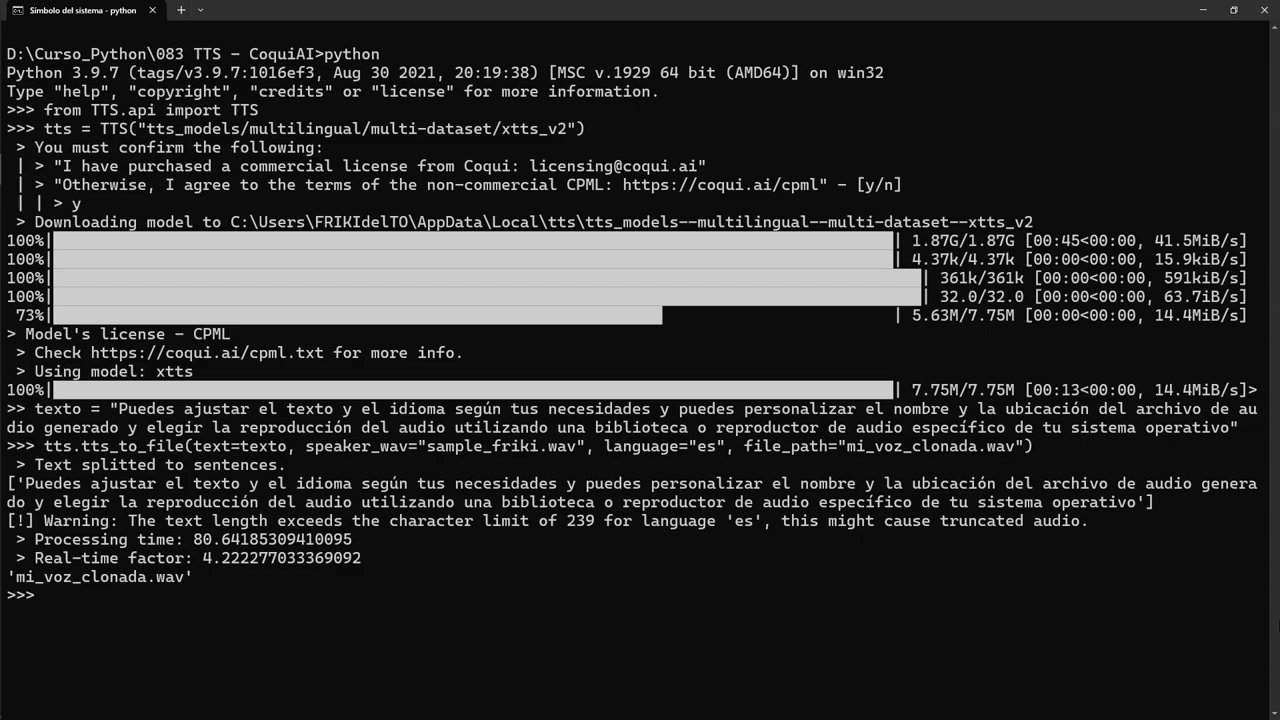 Símbolo del sistema - python
D:\Curso_Python\083 TTS - CoquiAI>python
Python 3.9.7 (tags/v3.9.7:1016ef3, Aug 30 2021, 20:19:38) [MSC v.1929 64 bit (AMD64)] on win32
Type "help", "copyright", "credits" or "license" for more information.
>>> from TTS.api import TTS
>>> tts = TTS("tts_models/multilingual/multi-dataset/xtts_v2")
 > You must confirm the following:
 | > "I have purchased a commercial license from Coqui: licensing@coqui.ai"
 | > "Otherwise, I agree to the terms of the non-commercial CPML: https://coqui.ai/cpml" - [y/n]
 | | > y
 > Downloading model to C:\Users\FRIKIdelTO\AppData\Local\tts\tts_models--multilingual--multi-dataset--xtts_v2
100%| | 1.87G/1.87G [00:45<00:00, 41.5MiB/s]
100%| | 4.37k/4.37k [00:00<00:00, 15.9kiB/s]
100%| | 361k/361k [00:00<00:00, 591kiB/s]
100%| | 32.0/32.0 [00:00<00:00, 63.7iB/s]
 73%| | 5.63M/7.75M [00:00<00:00, 14.4MiB/s]
> Model's license - CPML
 > Check https://coqui.ai/cpml.txt for more info.
 > Using model: xtts
100%| | 7.75M/7.75M [00:13<00:00, 14.4MiB/s]>
>> texto = "Puedes ajustar el texto y el idioma según tus necesidades y puedes personalizar el nombre y la ubicación del archivo de au
dio generado y elegir la reproducción del audio utilizando una biblioteca o reproductor de audio específico de tu sistema operativo"
>>> tts.tts_to_file(text=texto, speaker_wav="sample_friki.wav", language="es", file_path="mi_voz_clonada.wav")
 > Text splitted to sentences.
['Puedes ajustar el texto y el idioma según tus necesidades y puedes personalizar el nombre y la ubicación del archivo de audio genera
do y elegir la reproducción del audio utilizando una biblioteca o reproductor de audio específico de tu sistema operativo']
[!] Warning: The text length exceeds the character limit of 239 for language 'es', this might cause truncated audio.
 > Processing time: 80.64185309410095
 > Real-time factor: 4.222277033369092
'mi_voz_clonada.wav'
>>>